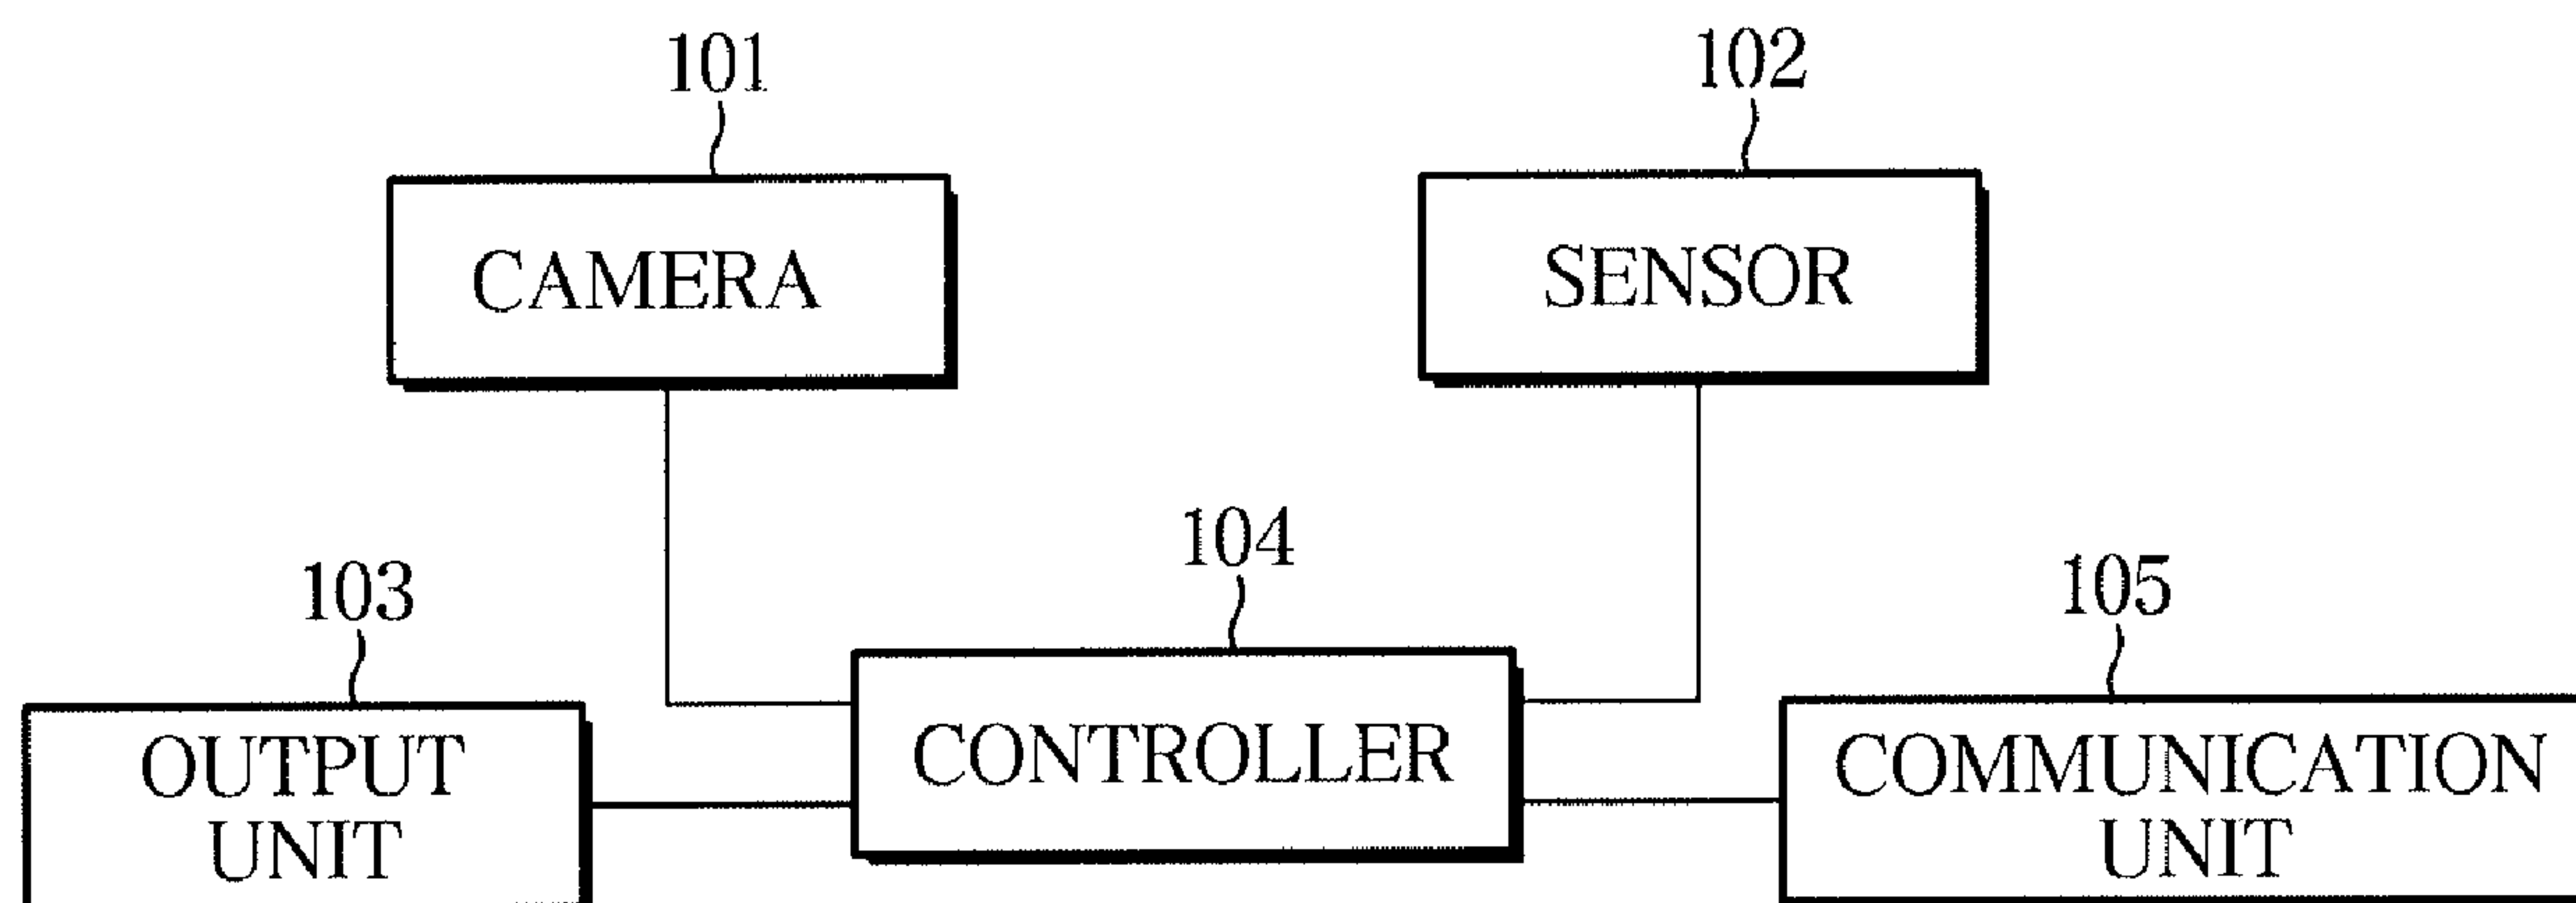 101
102
CAMERA
SENSOR
104
103
105
CONTROLLER
OUTPUT
UNIT
COMMUNICATION
UNIT